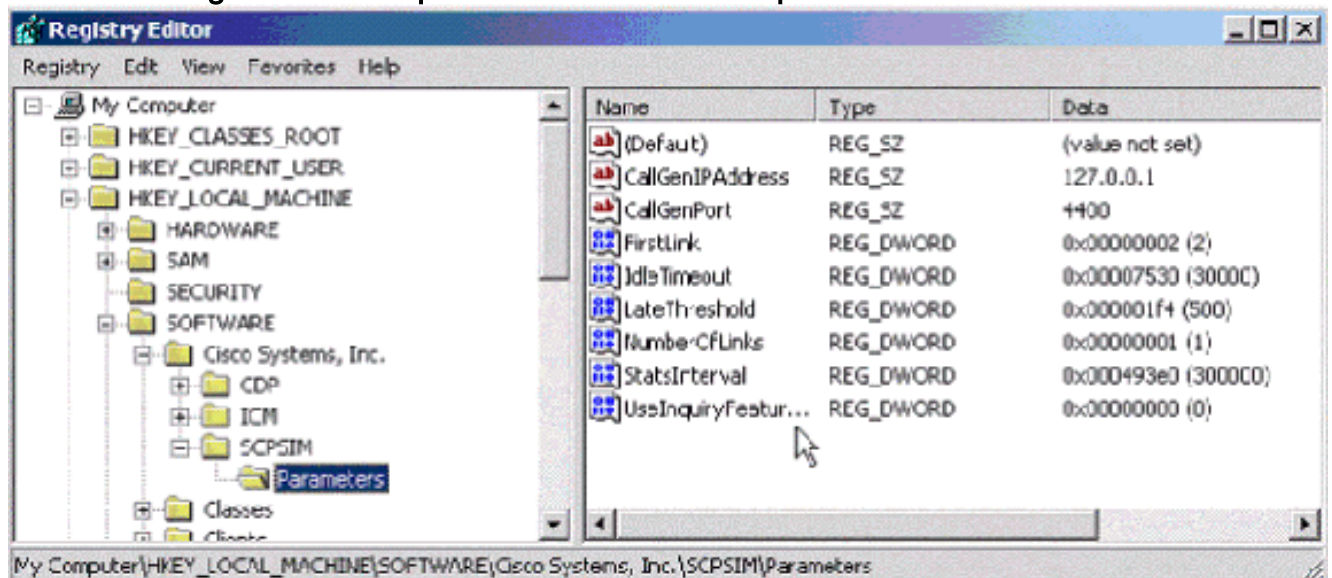 Registry Editor
Registry Edit View Favorites Help
My Computer
HKEY_CLASSES_ROOT
HKEY_CURRENT_USER
HKEY_LOCAL_MACHINE
HARDWARE
SAM
SECURITY
SOFTWARE
Cisco Systems, Inc.
CDP
ICM
SCPSIM
Parameters
Classes
Clients
Name Type Data
(Default) REG_SZ (value not set)
CallGenIPAddress REG_SZ 127.0.0.1
CallGenPort REG_SZ 4400
FirstLink REG_DWORD 0x00000002 (2)
IdleTimeout REG_DWORD 0x00007530 (30000)
LateThreshold REG_DWORD 0x000001f4 (500)
NumberOfLinks REG_DWORD 0x00000001 (1)
StatsInterval REG_DWORD 0x000493e0 (300000)
UseInquiryFeatur... REG_DWORD 0x00000000 (0)
My Computer\HKEY_LOCAL_MACHINE\SOFTWARE\Cisco Systems, Inc.\SCPSIM\Parameters